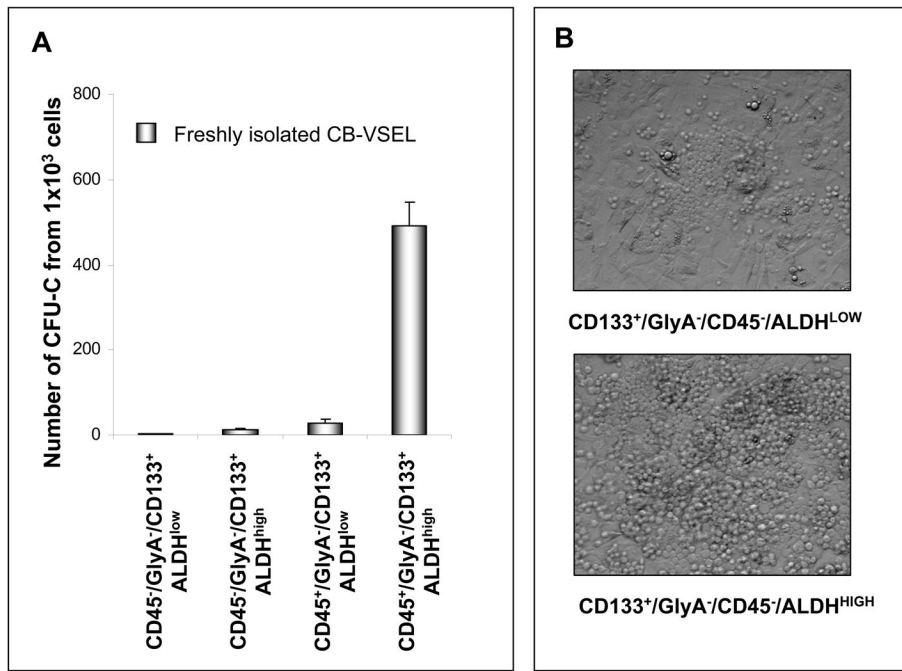 A
Number of CFU-C from 1x10³ cells
800
600
400
200
0
Freshly isolated CB-VSEL
CD45⁻/GlyA⁻/CD133⁺
ALDHˡᵒʷ
CD45⁻/GlyA⁻/CD133⁺
ALDHʰⁱᵍʰ
CD45⁺/GlyA⁻/CD133⁺
ALDHˡᵒʷ
CD45⁺/GlyA⁻/CD133⁺
ALDHʰⁱᵍʰ
B
CD133⁺/GlyA⁻/CD45⁻/ALDHᴸᴼᵂ
CD133⁺/GlyA⁻/CD45⁻/ALDHᴴᴵᴳᴴ